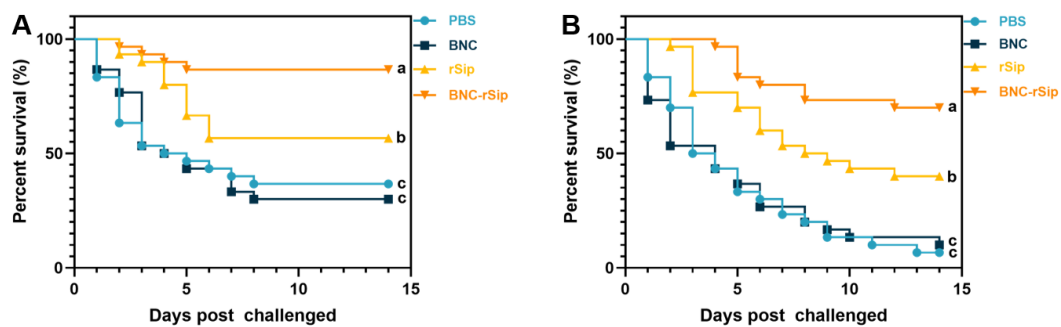 A
Percent survival (%)
100
50
0
0
5
10
15
Days post challenged
a
b
c
c
PBS
BNC
rSip
BNC-rSip
B
Percent survival (%)
100
50
0
0
5
10
15
Days post challenged
a
b
c
c
PBS
BNC
rSip
BNC-rSip